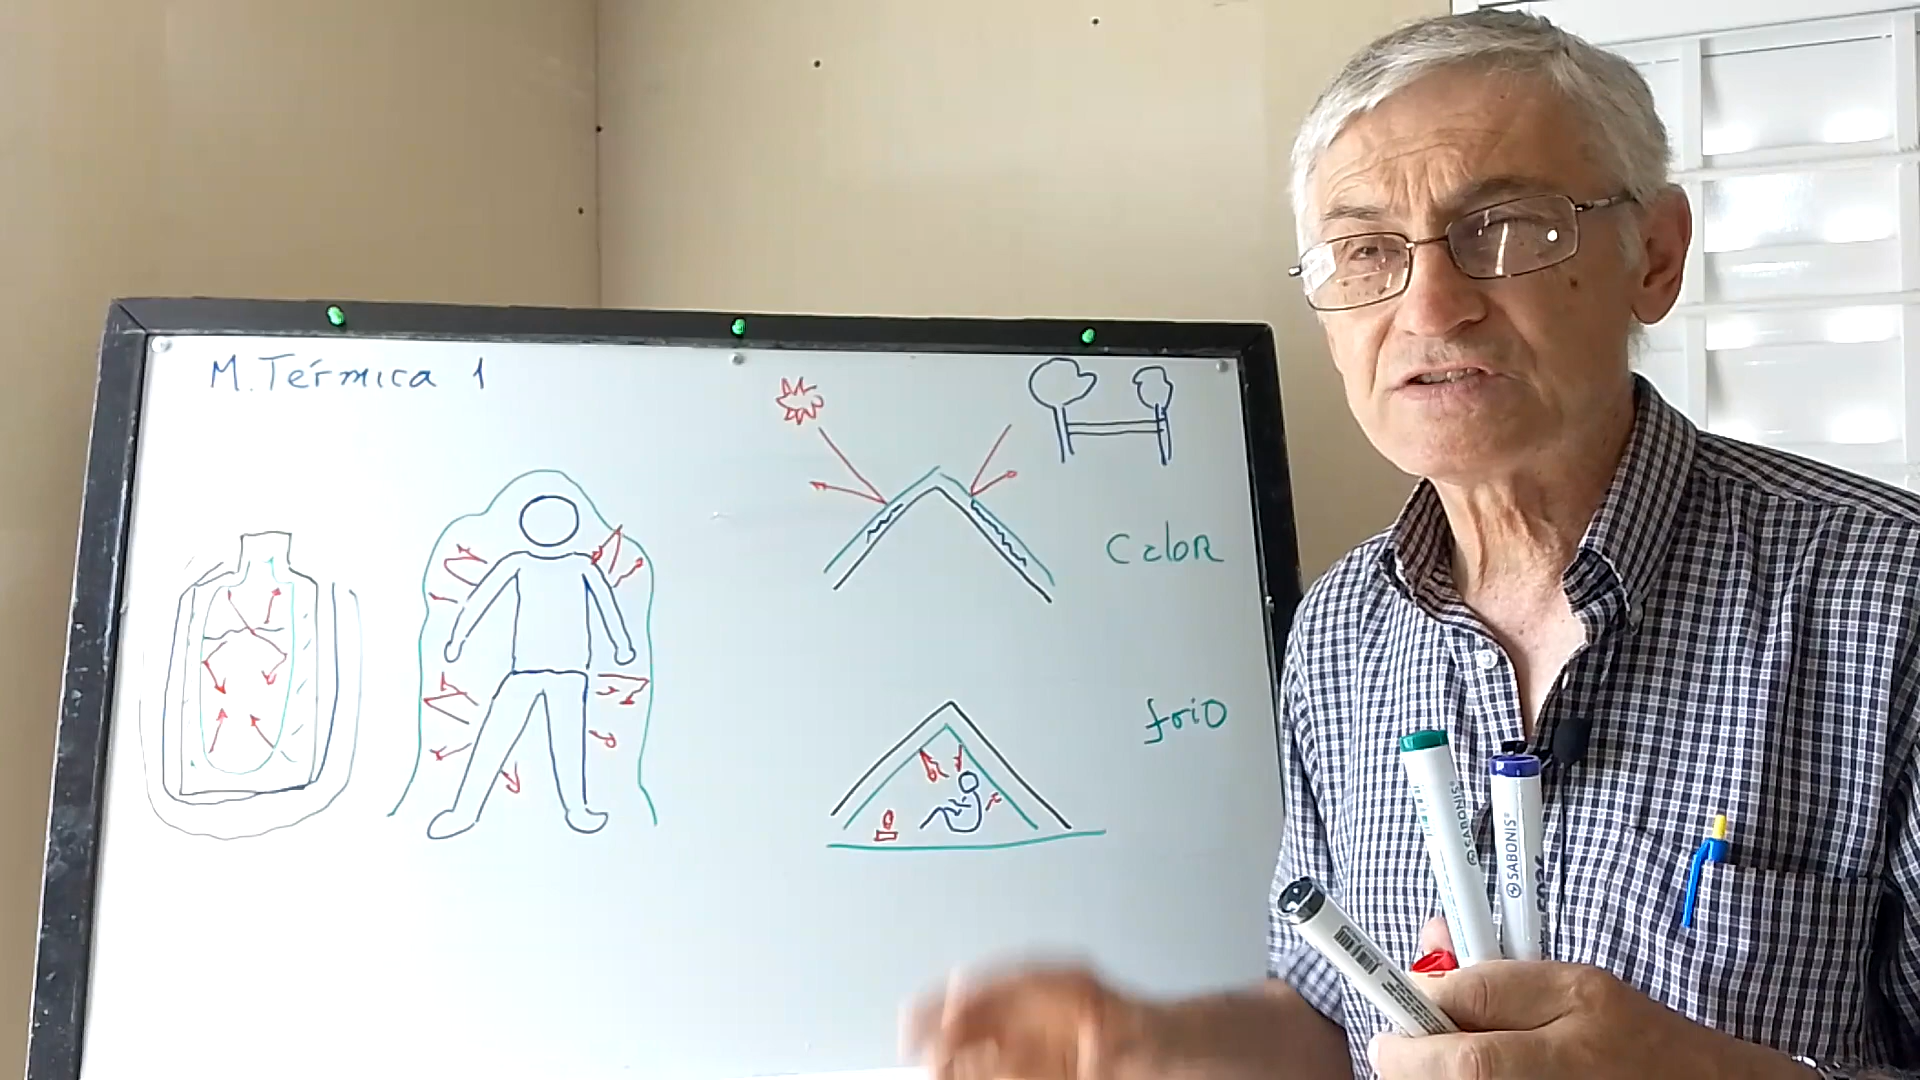 M. Térmica 1
Calor
frio
SABONIS
SABONIS